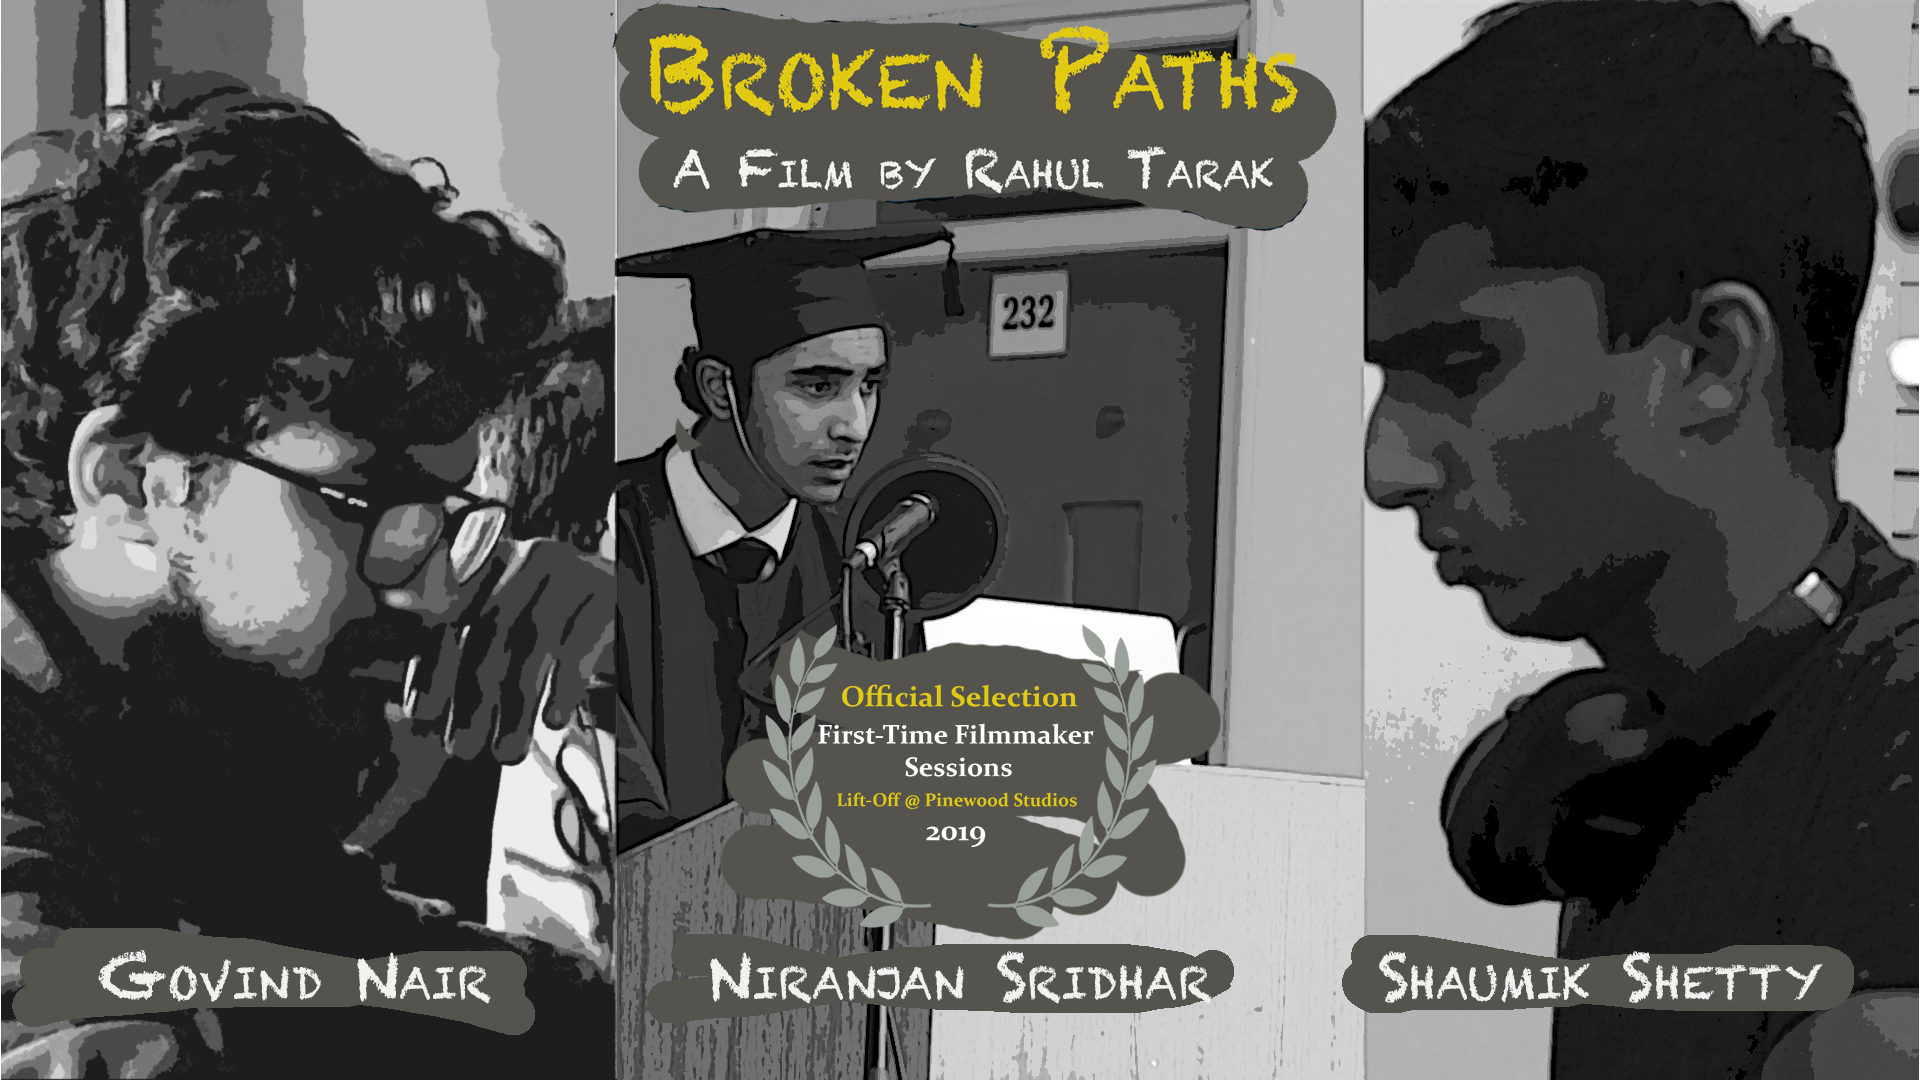 Broken Paths
A Film by Rahul Tarak
232
Official Selection
First-Time Filmmaker
Sessions
Lift-Off @ Pinewood Studios
2019
Govind Nair
Niranjan Sridhar
Shaumik Shetty